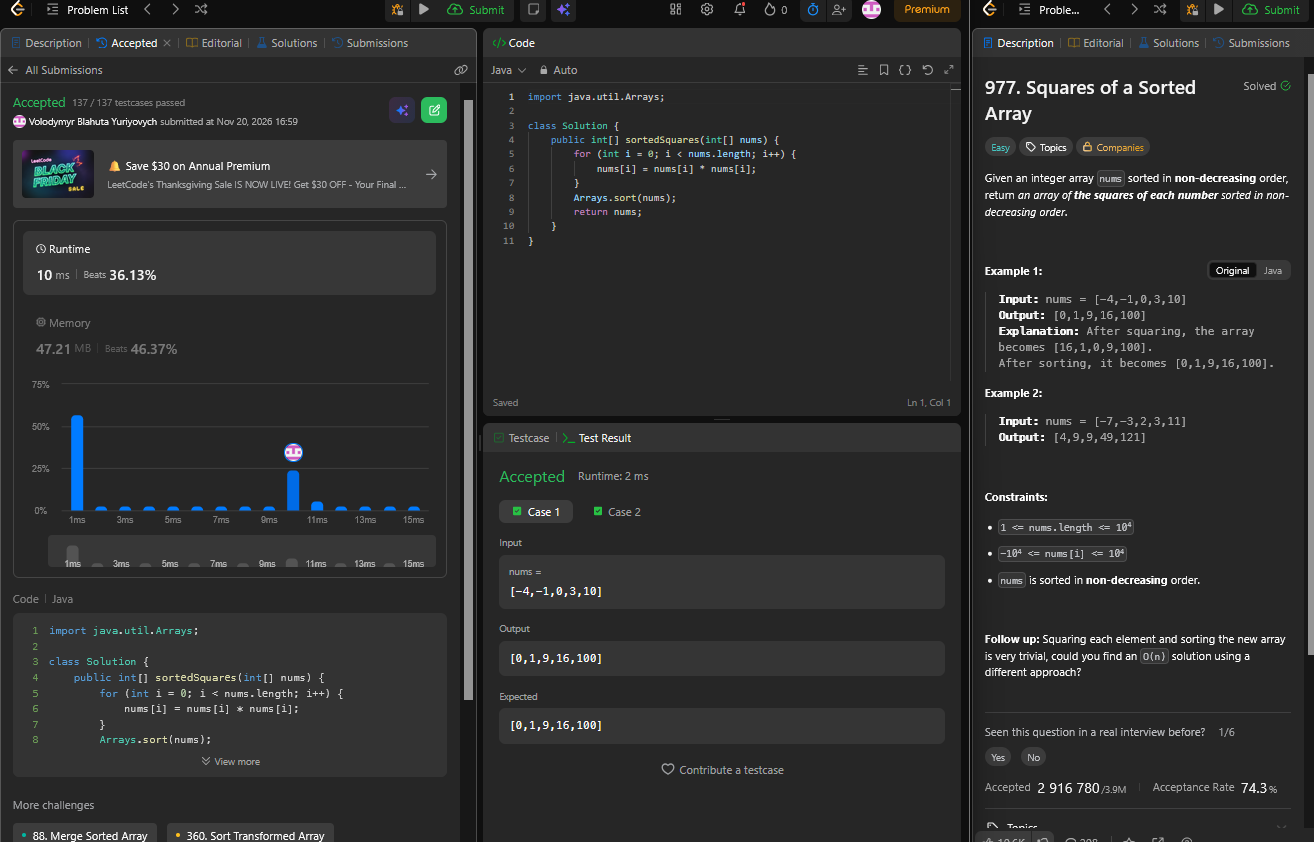 Problem List
Submit
0
Premium
Proble...
Submit
Description
Accepted
Editorial
Solutions
Submissions
All Submissions
Accepted 137 / 137 testcases passed
Volodymyr Blahuta Yuriyovych submitted at Nov 20, 2026 16:59
LeetCode
BLACK
FRIDAY
SALE
Save $30 on Annual Premium
LeetCode's Thanksgiving Sale IS NOW LIVE! Get $30 OFF - Your Final ...
Runtime
10 ms Beats 36.13%
Memory
47.21 MB Beats 46.37%
75%
50%
25%
0%
1ms 3ms 5ms 7ms 9ms 11ms 13ms 15ms
1ms 3ms 5ms 7ms 9ms 11ms 13ms 15ms
Code Java
1 import java.util.Arrays;
2
3 class Solution {
4 public int[] sortedSquares(int[] nums) {
5 for (int i = 0; i < nums.length; i++) {
6 nums[i] = nums[i] * nums[i];
7 }
8 Arrays.sort(nums);
View more
More challenges
88. Merge Sorted Array
360. Sort Transformed Array
</> Code
Java Auto
1 import java.util.Arrays;
2
3 class Solution {
4 public int[] sortedSquares(int[] nums) {
5 for (int i = 0; i < nums.length; i++) {
6 nums[i] = nums[i] * nums[i];
7 }
8 Arrays.sort(nums);
9 return nums;
10 }
11 }
Saved
Ln 1, Col 1
Testcase
Test Result
Accepted Runtime: 2 ms
Case 1
Case 2
Input
nums =
[-4,-1,0,3,10]
Output
[0,1,9,16,100]
Expected
[0,1,9,16,100]
Contribute a testcase
Description
Editorial
Solutions
Submissions
977. Squares of a Sorted
Array
Solved
Easy
Topics
Companies
Given an integer array nums sorted in non-decreasing order,
return an array of the squares of each number sorted in non-
decreasing order.
Example 1:
Original Java
Input: nums = [-4,-1,0,3,10]
Output: [0,1,9,16,100]
Explanation: After squaring, the array
becomes [16,1,0,9,100].
After sorting, it becomes [0,1,9,16,100].
Example 2:
Input: nums = [-7,-3,2,3,11]
Output: [4,9,9,49,121]
Constraints:
• 1 <= nums.length <= 10⁴
• -10⁴ <= nums[i] <= 10⁴
• nums is sorted in non-decreasing order.
Follow up: Squaring each element and sorting the new array
is very trivial, could you find an O(n) solution using a
different approach?
Seen this question in a real interview before? 1/6
Yes
No
Accepted 2 916 780/3.9M Acceptance Rate 74.3%
Topics